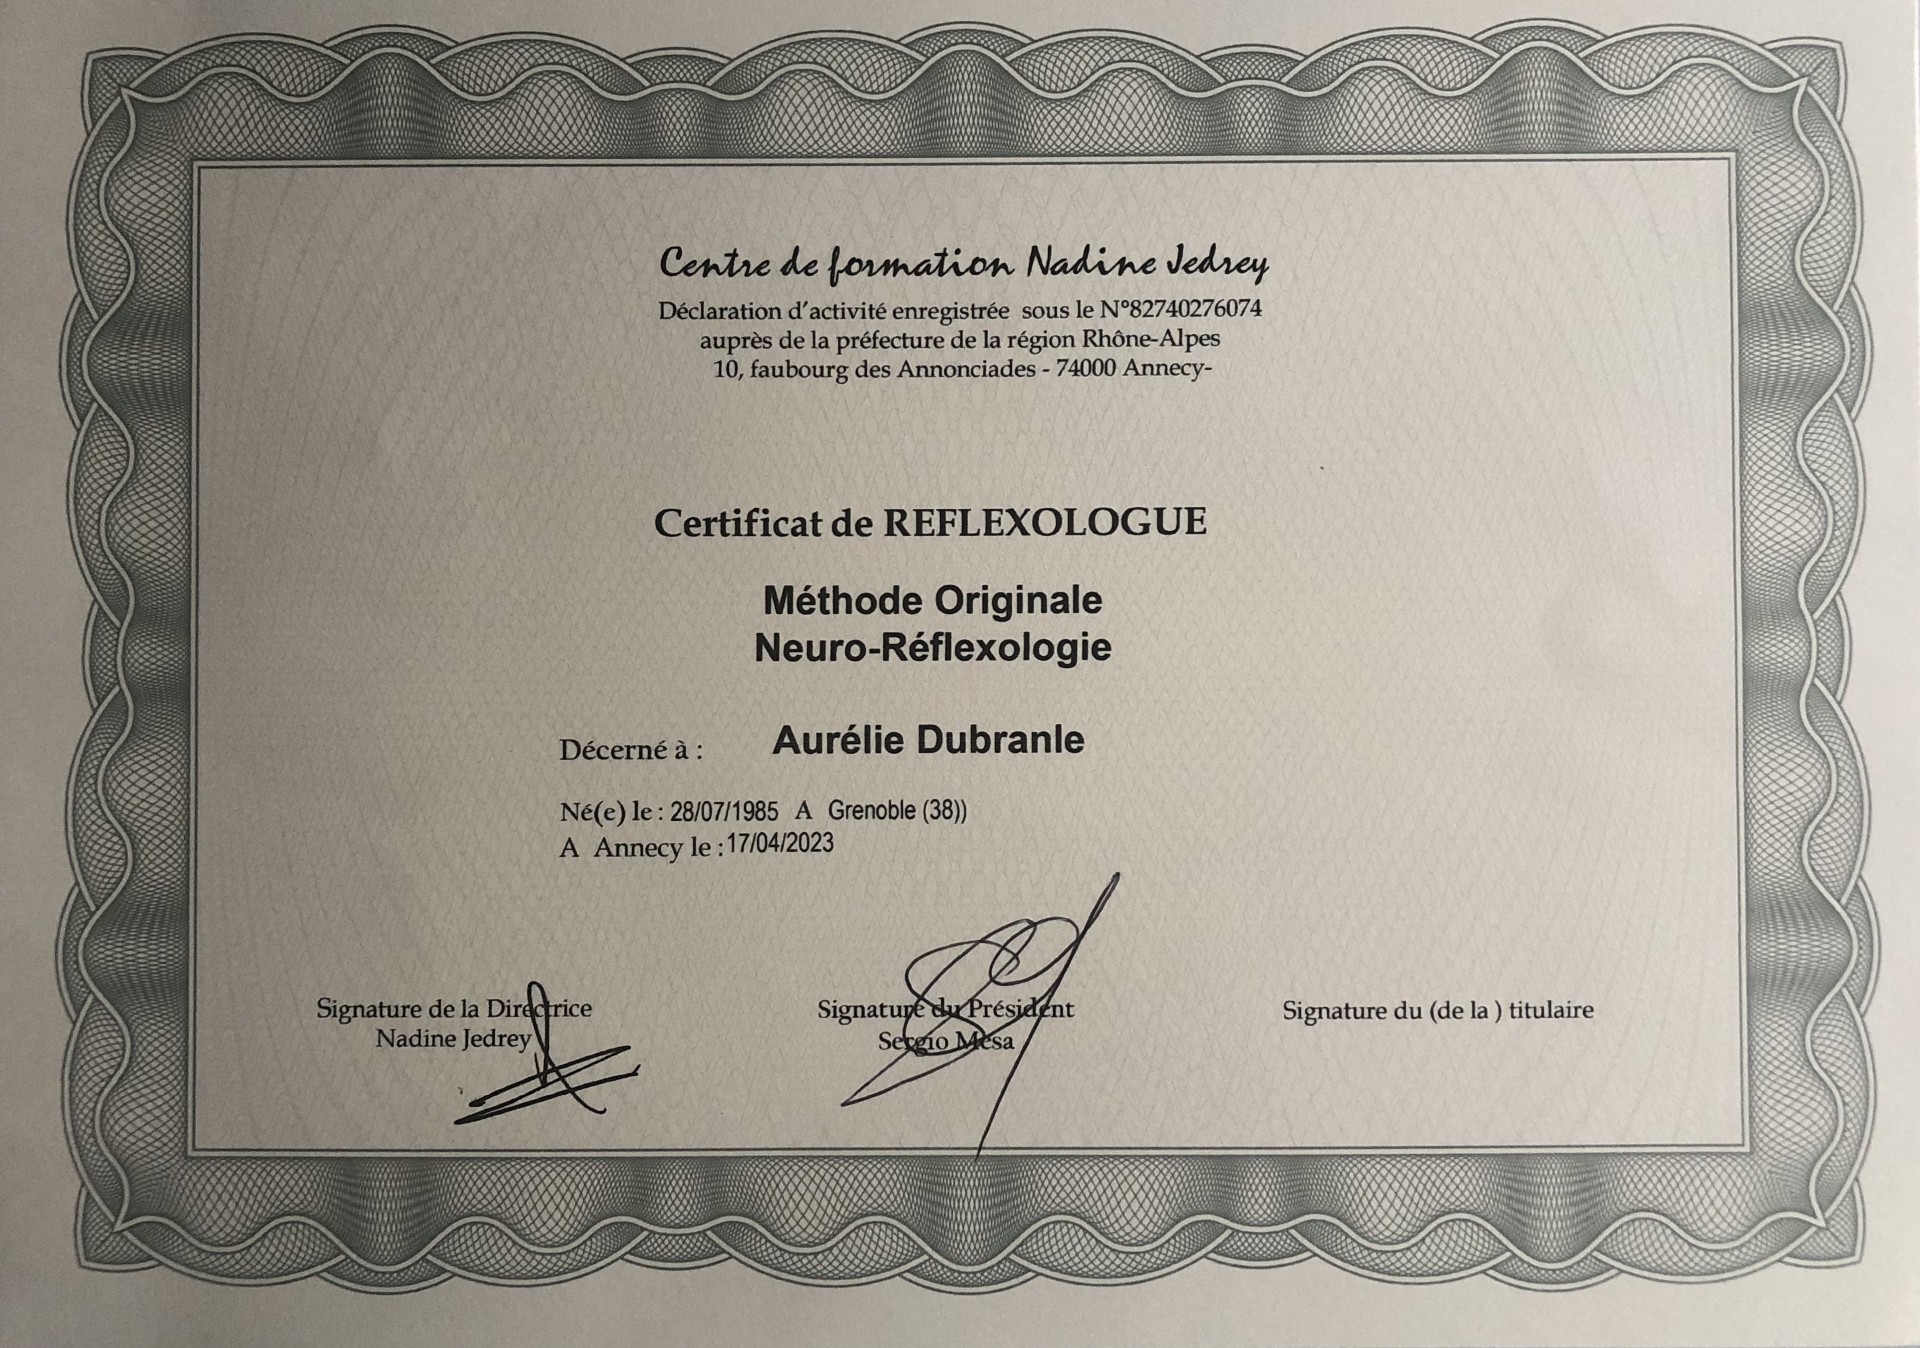 Centre de formation Nadine Jedrey
Déclaration d'activité enregistrée sous le N°82740276074
auprès de la préfecture de la région Rhône-Alpes
10, faubourg des Annonciades - 74000 Annecy-
Certificat de REFLEXOLOGUE
Méthode Originale
Neuro-Réflexologie
Décerné à : Aurélie Dubranle
Né(e) le : 28/07/1985 A Grenoble (38))
A Annecy le : 17/04/2023
Signature de la Directrice
Nadine Jedrey
Signature du Président
Sergio Mesa
Signature du (de la ) titulaire